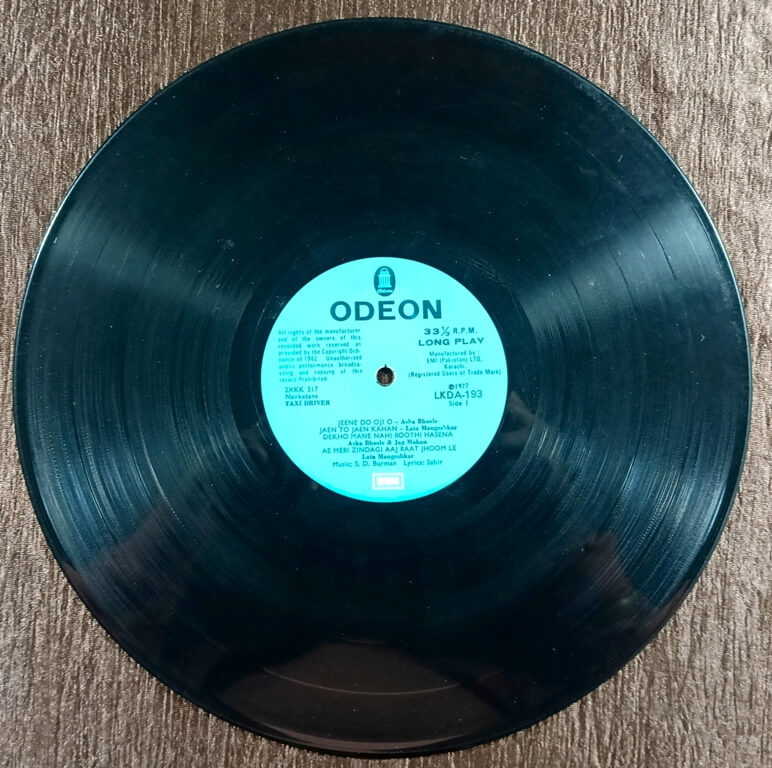 ODEON
All rights of the manufacturer
and of the owners of this
recorded work reserved as
provided by the Copyright Ordi-
nance of 1962 Unauthorised
public preformance broadca-
sting and copying of this
record Prohibited.
2XKK 517
Navketans
TAXI DRIVER
33⅓ R.P.M.
LONG PLAY
Manufactured by
EMI (Pakistan) LTD.
Karachi.
(Registered Users of Trade Mark)
℗1977
LKDA-193
Side 1
JEENE DO OJI O – Asha Bhosle
JAEN TO JAEN KAHAN – Lata Mangeshkar
DEKHO MANE NAHI ROOTHI HASENA
Asha Bhosle & Jag Mohan
AE MERI ZINDAGI AAJ RAAT JHOOM LE
Lata Mangeshkar
Music: S. D. Burman Lyrics: Sahir
EMI